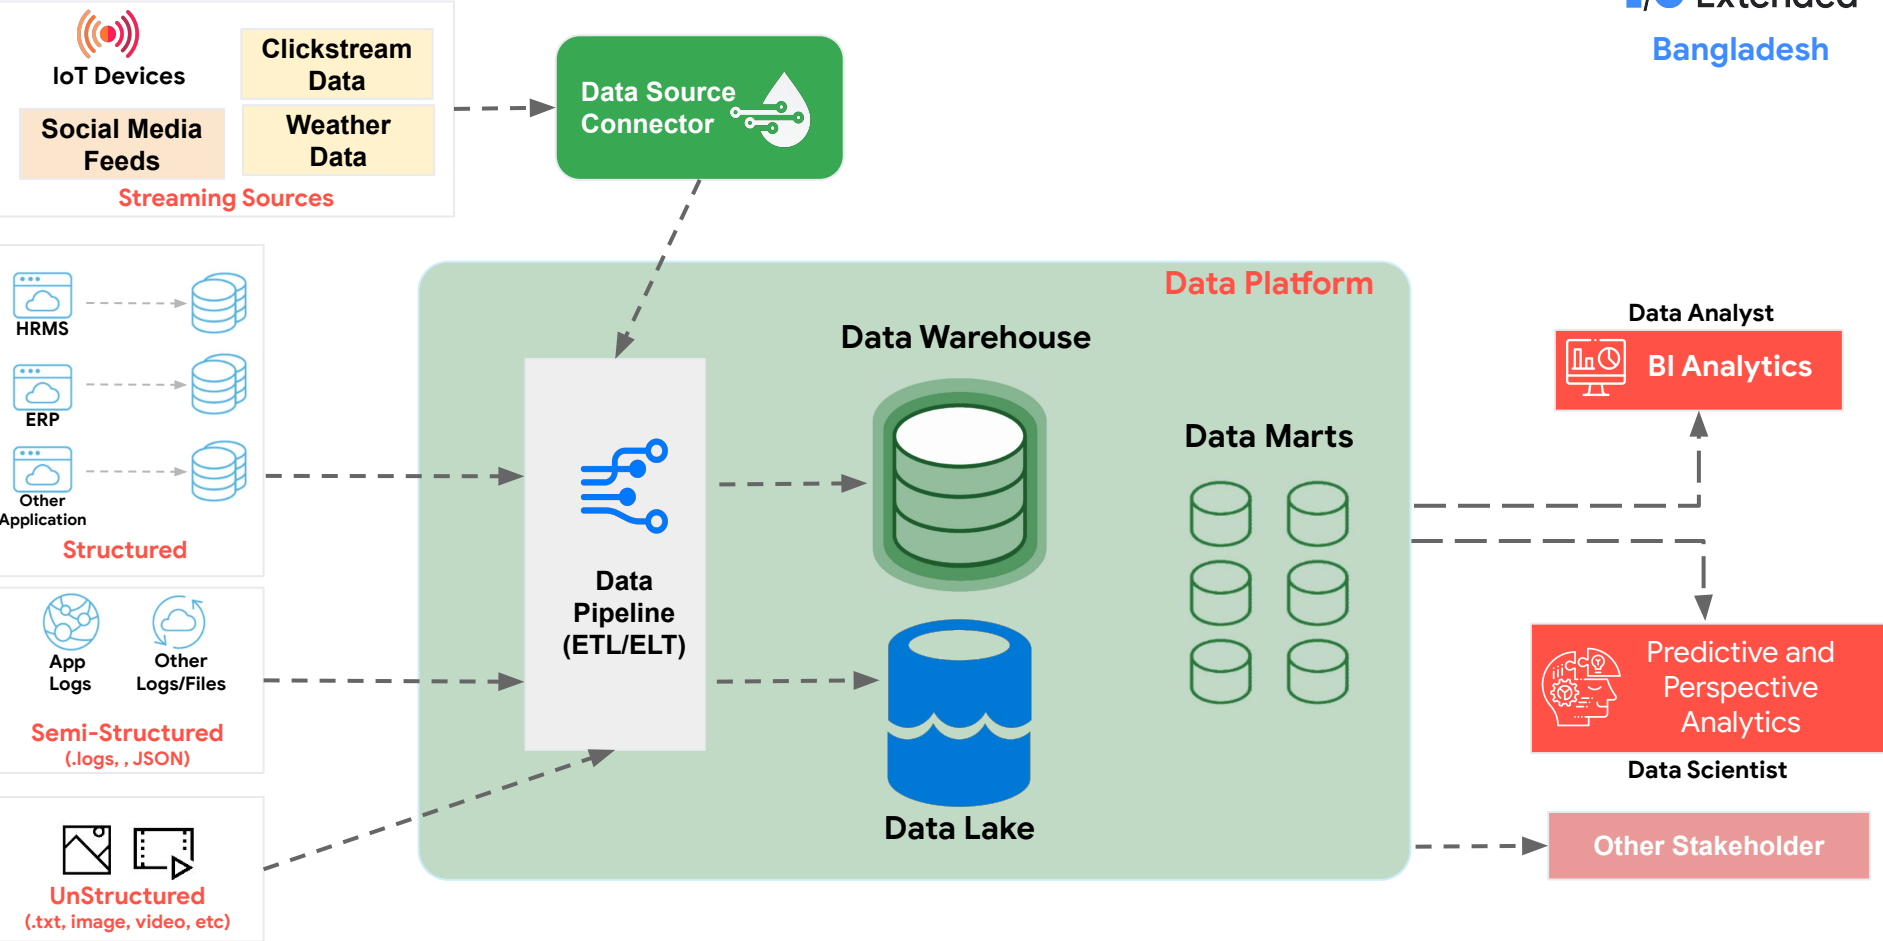 I/O Extended
Bangladesh
IoT Devices
Clickstream
Data
Social Media
Feeds
Weather
Data
Streaming Sources
Data Source
Connector
HRMS
ERP
Other
Application
Structured
App
Logs
Other
Logs/Files
Semi-Structured
(.logs, , JSON)
UnStructured
(.txt, image, video, etc)
Data Platform
Data
Pipeline
(ETL/ELT)
Data Warehouse
Data Lake
Data Marts
Data Analyst
BI Analytics
Predictive and
Perspective
Analytics
Data Scientist
Other Stakeholder